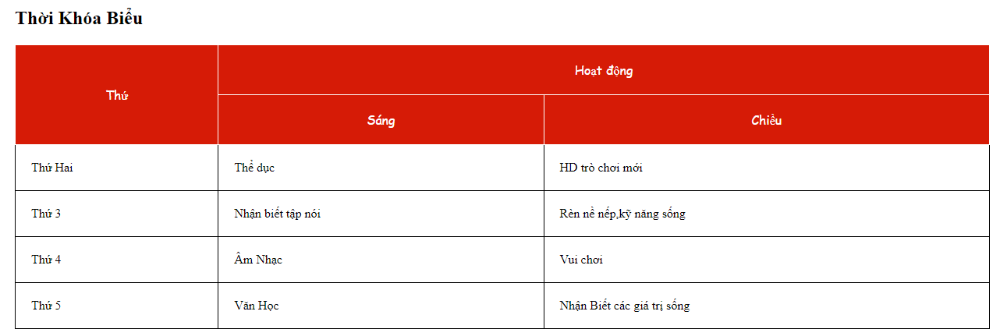 Thời Khóa Biểu
Hoạt động
Thứ
Sáng Chiều
Thứ Hai Thể dục HD trò chơi mới
Thứ 3 Nhận biết tập nói Rèn nề nếp,kỹ năng sống
Thứ 4 Âm Nhạc Vui chơi
Thứ 5 Văn Học Nhận Biết các giá trị sống